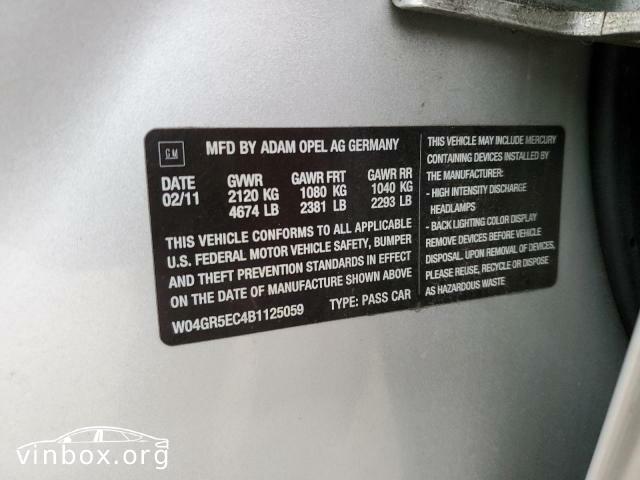 GM
MFD BY ADAM OPEL AG GERMANY
DATE GVWR GAWR FRT GAWR RR
02/11 2120 KG 1080 KG 1040 KG
4674 LB 2381 LB 2293 LB
THIS VEHICLE CONFORMS TO ALL APPLICABLE
U.S. FEDERAL MOTOR VEHICLE SAFETY, BUMPER
AND THEFT PREVENTION STANDARDS IN EFFECT
ON THE DATE OF MANUFACTURE SHOWN ABOVE
W04GR5EC4B1125059 TYPE: PASS CAR
THIS VEHICLE MAY INCLUDE MERCURY
CONTAINING DEVICES INSTALLED BY
THE MANUFACTURER:
- HIGH INTENSITY DISCHARGE
HEADLAMPS
- BACK LIGHTING COLOR DISPLAY
REMOVE DEVICES BEFORE VEHICLE
DISPOSAL. UPON REMOVAL OF DEVICES,
PLEASE REUSE, RECYCLE OR DISPOSE
AS HAZARDOUS WASTE.
vinbox.org